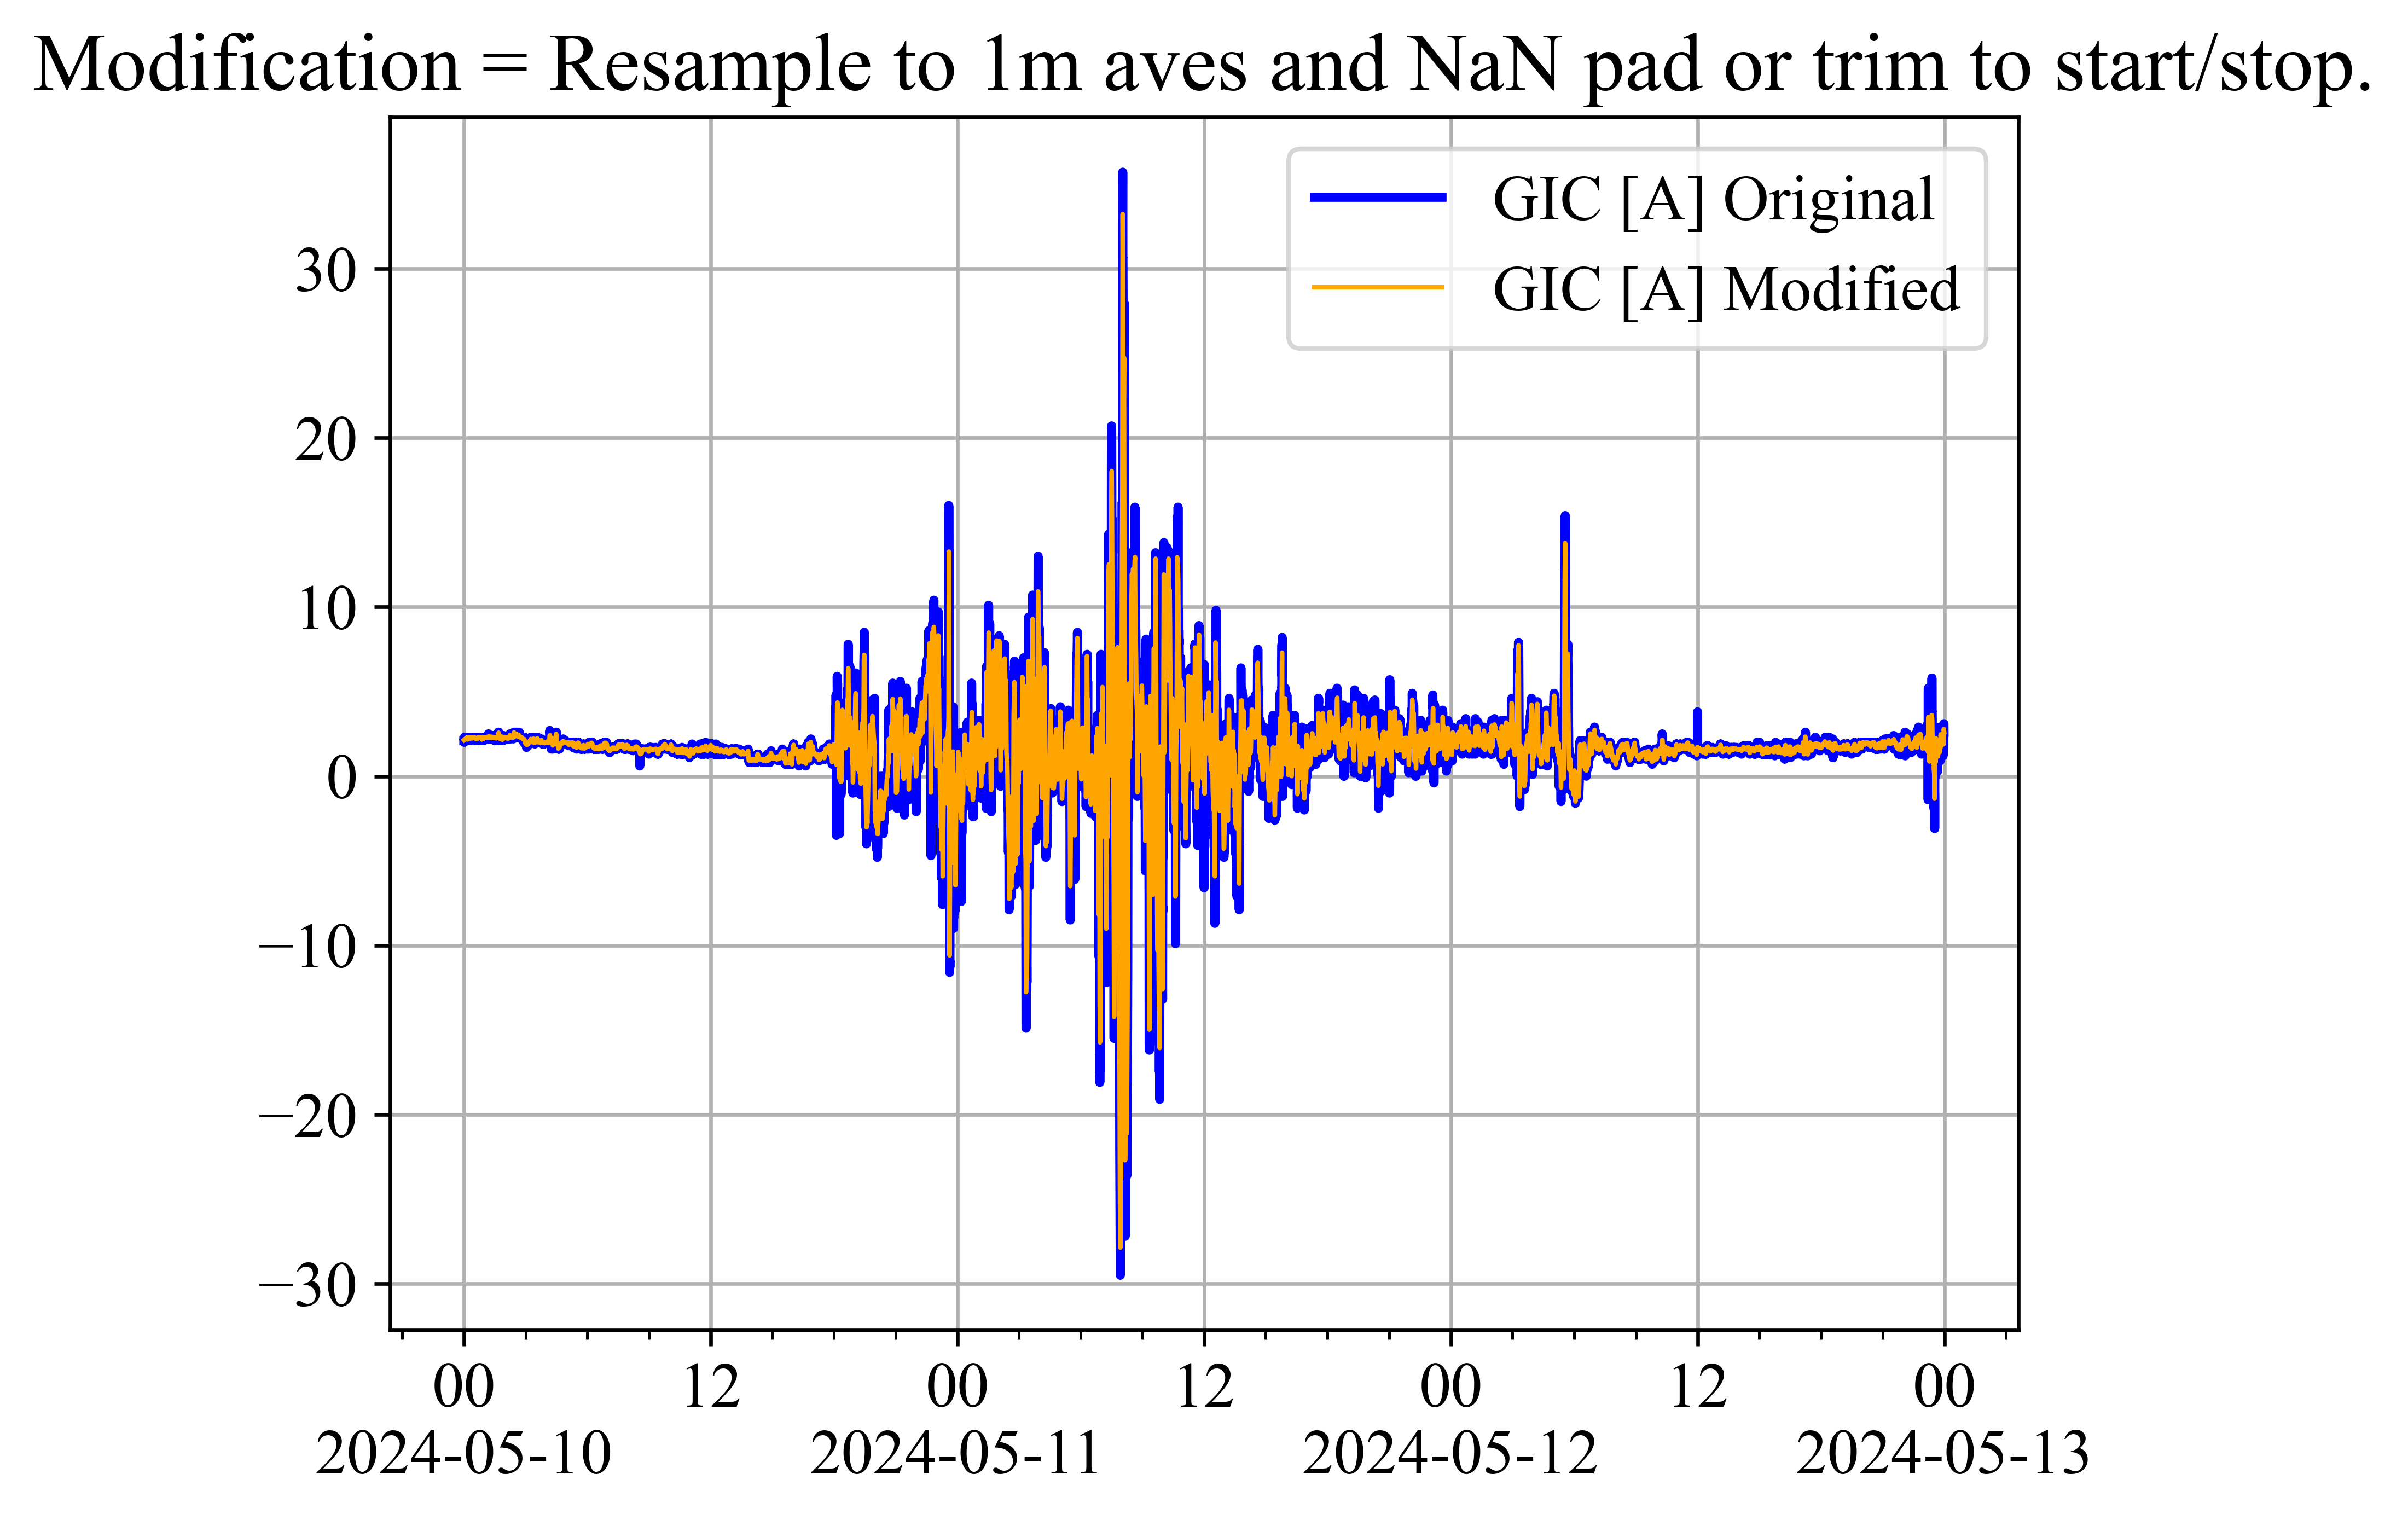 Modification = Resample to 1m aves and NaN pad or trim to start/stop.
GIC [A] Original
GIC [A] Modified
30
20
10
0
−10
−20
−30
00 12 00 12 00 12 00
2024-05-10 2024-05-11 2024-05-12 2024-05-13